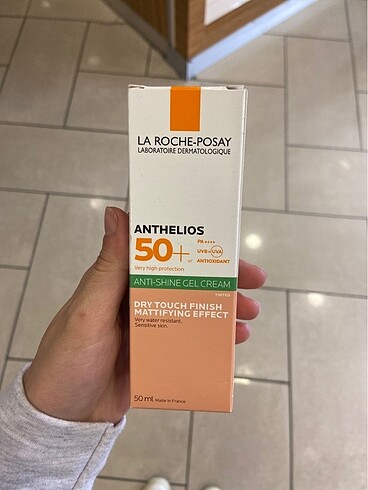 LA ROCHE-POSAY
LABORATOIRE DERMATOLOGIQUE
ANTHELIOS
50+
PA++++
UVB+UVA
ANTIOXIDANT
Very high protection
ANTI-SHINE GEL CREAM
TINTED
DRY TOUCH FINISH
MATTIFYING EFFECT
Very water resistant.
Sensitive skin.
50 ml Made in France